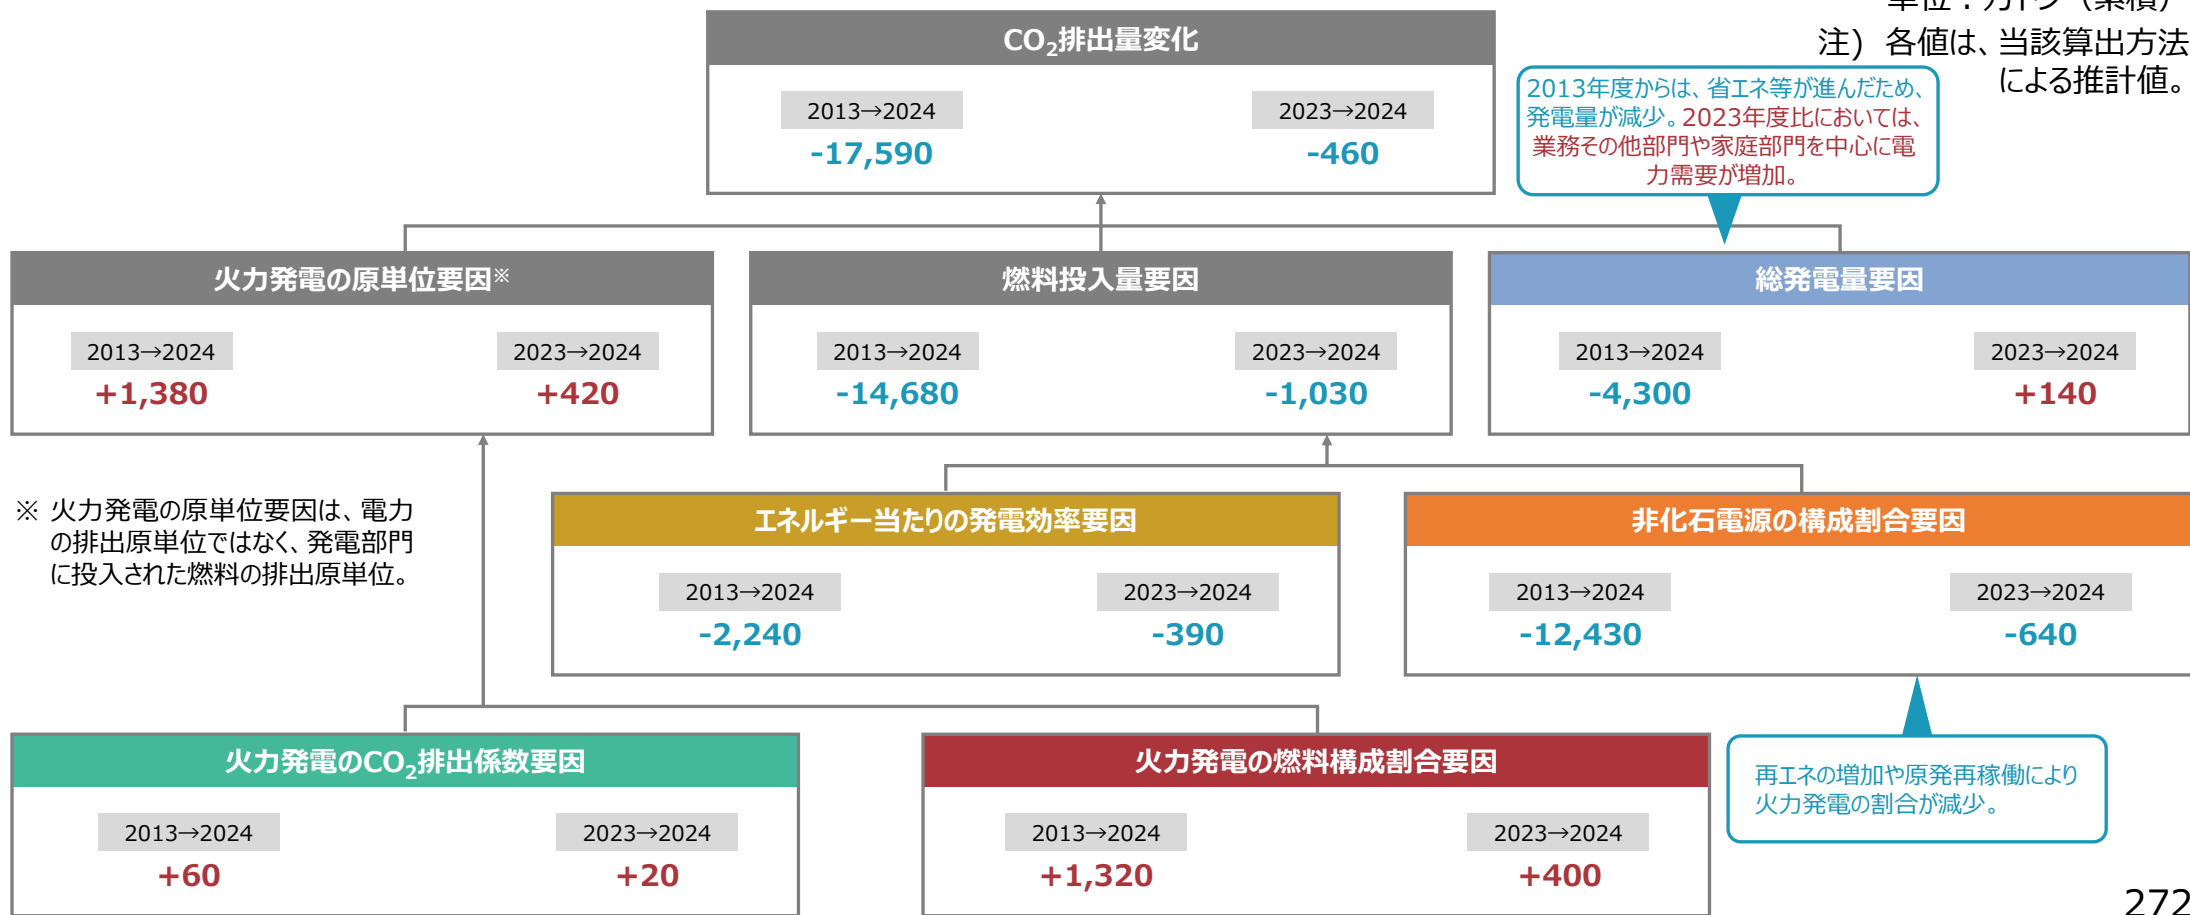 注) 各値は、当該算出方法
による推計値。
CO₂排出量変化
2013→2024
2023→2024
-17,590
-460
2013年度からは、省エネ等が進んだため、
発電量が減少。2023年度比においては、
業務その他部門や家庭部門を中心に電
力需要が増加。
火力発電の原単位要因※
2013→2024
2023→2024
+1,380
+420
燃料投入量要因
2013→2024
2023→2024
-14,680
-1,030
総発電量要因
2013→2024
2023→2024
-4,300
+140
※ 火力発電の原単位要因は、電力
の排出原単位ではなく、発電部門
に投入された燃料の排出原単位。
エネルギー当たりの発電効率要因
2013→2024
2023→2024
-2,240
-390
非化石電源の構成割合要因
2013→2024
2023→2024
-12,430
-640
火力発電のCO₂排出係数要因
2013→2024
2023→2024
+60
+20
火力発電の燃料構成割合要因
2013→2024
2023→2024
+1,320
+400
再エネの増加や原発再稼働により
火力発電の割合が減少。
272